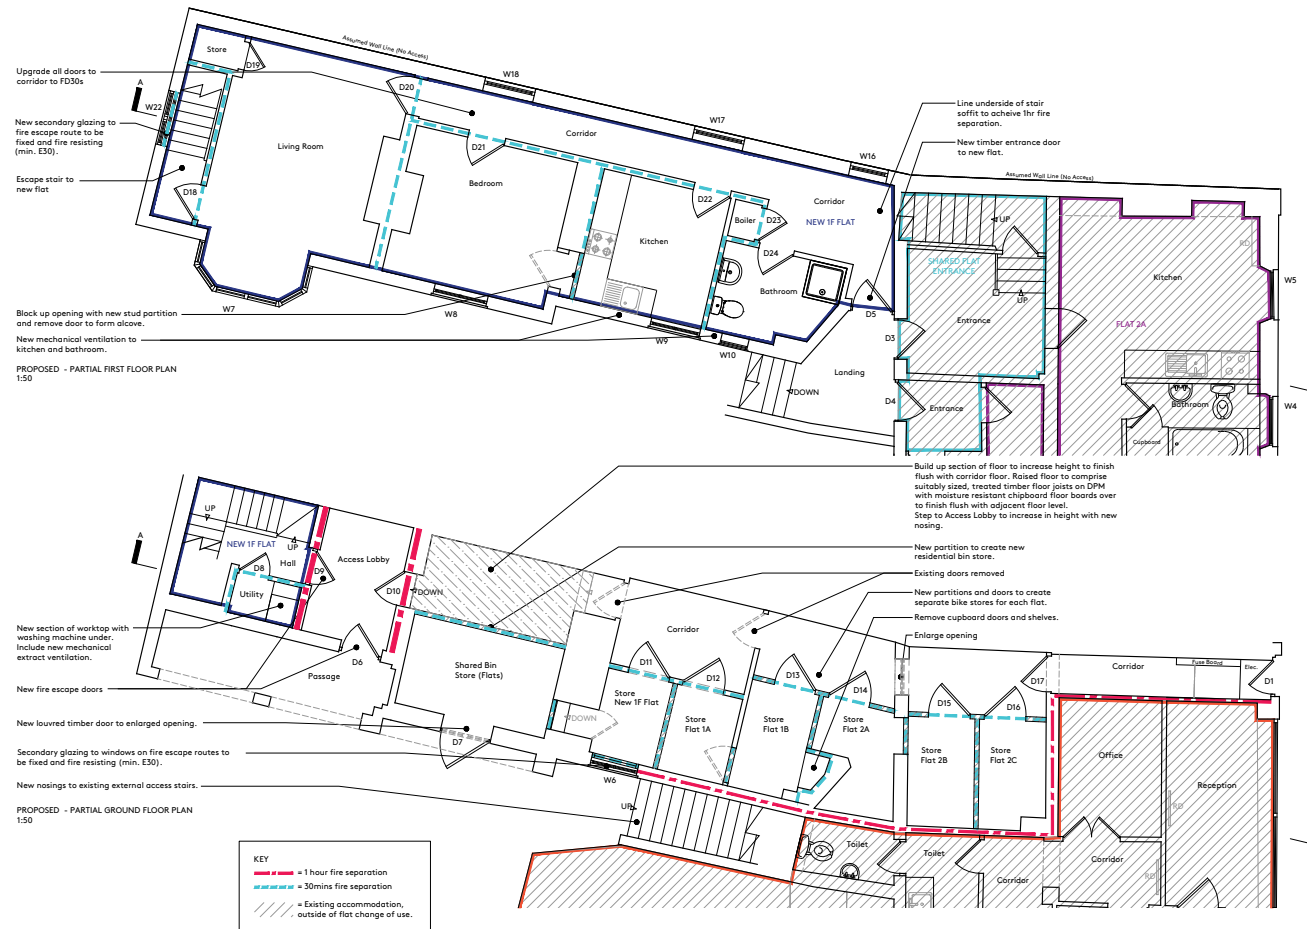 Assumed Wall Line (No Access)
Store
D19
W18
Upgrade all doors to
corridor to FD30s
A
W22
D20
W17
Line underside of stair
soffit to acheive 1hr fire
separation.
New secondary glazing to
fire escape route to be
fixed and fire resisting
(min. E30).
Corridor
Living Room
D21
New timber entrance door
to new flat.
W16
Assumed Wall Line (No Access)
Escape stair to
new flat
D18
Bedroom
D22
Corridor
Boiler
D23
NEW 1F FLAT
UP
Kitchen
RD
D24
SHARED FLAT
ENTRANCE
Kitchen
W5
Bathroom
UP
W7
W8
Block up opening with new stud partition
and remove door to form alcove.
D5
Entrance
FLAT 2A
New mechanical ventilation to
kitchen and bathroom.
W9
W10
D3
PROPOSED - PARTIAL FIRST FLOOR PLAN
1:50
Landing
DOWN
D4
Entrance
Bathroom
W4
Cupboard
Build up section of floor to increase height to finish
flush with corridor floor. Raised floor to comprise
suitably sized, treated timber floor joists on DPM
with moisture resistant chipboard floor boards over
to finish flush with adjacent floor level.
Step to Access Lobby to increase in height with new
nosing.
UP
A
NEW 1F FLAT
UP
Hall
Access Lobby
New partition to create new
residential bin store.
D8
D9
Existing doors removed
Utility
D10
DOWN
New partitions and doors to create
separate bike stores for each flat.
Remove cupboard doors and shelves.
New section of worktop with
washing machine under.
Include new mechanical
extract ventilation.
Corridor
Enlarge opening
D6
D11
D12
D13
D14
Corridor
Fuse Board
Elec.
D1
D17
Passage
Shared Bin
Store (Flats)
New fire escape doors
Store
New 1F Flat
Store
Flat 1A
Store
Flat 1B
Store
Flat 2A
D15
D16
New louvred timber door to enlarged opening.
DOWN
D7
Store
Flat 2B
Store
Flat 2C
Office
Secondary glazing to windows on fire escape routes to
be fixed and fire resisting (min. E30).
W6
Reception
New nosings to existing external access stairs.
UP
RD
PROPOSED - PARTIAL GROUND FLOOR PLAN
1:50
Toilet
Toilet
Corridor
Corridor
RD
KEY
= 1 hour fire separation
= 30mins fire separation
= Existing accommodation,
outside of flat change of use.